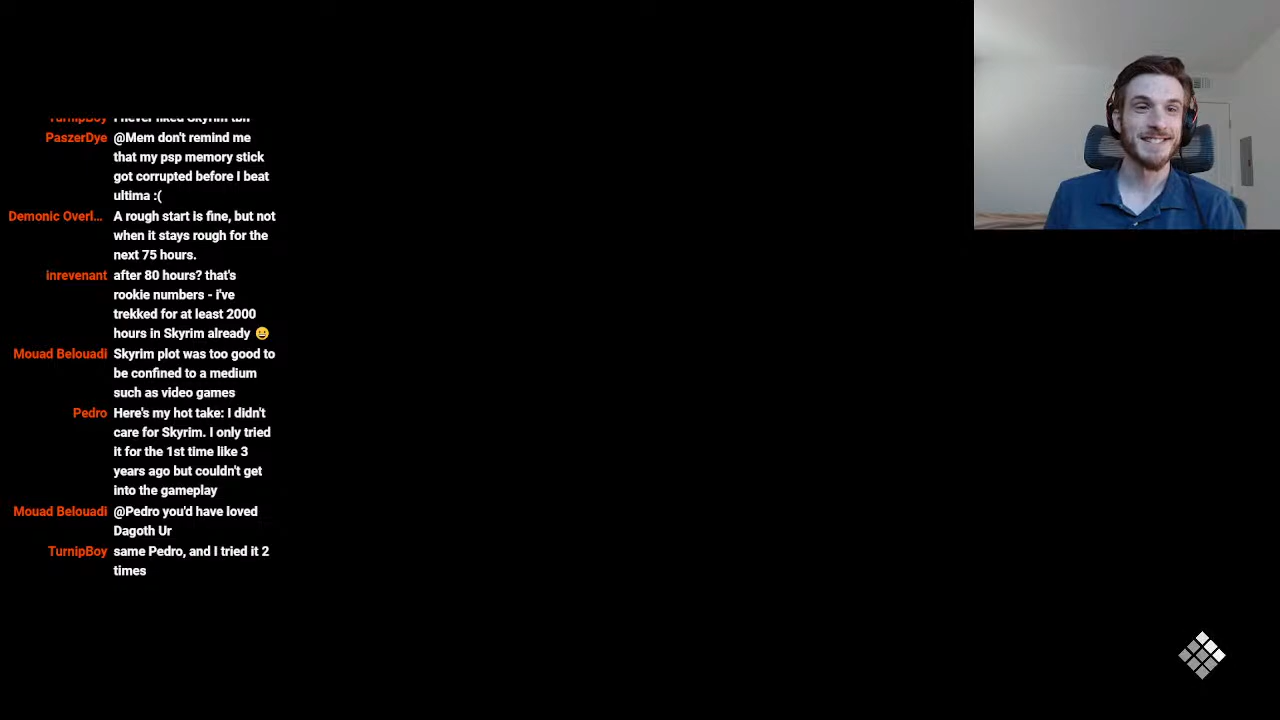 TurnipBoy I never liked Skyrim tbh
PaszerDye @Mem don't remind me
that my psp memory stick
got corrupted before I beat
ultima :(
Demonic Overl... A rough start is fine, but not
when it stays rough for the
next 75 hours.
inrevenant after 80 hours? that's
rookie numbers - i've
trekked for at least 2000
hours in Skyrim already 😀
Mouad Belouadi Skyrim plot was too good to
be confined to a medium
such as video games
Pedro Here's my hot take: I didn't
care for Skyrim. I only tried
it for the 1st time like 3
years ago but couldn't get
into the gameplay
Mouad Belouadi @Pedro you'd have loved
Dagoth Ur
TurnipBoy same Pedro, and I tried it 2
times